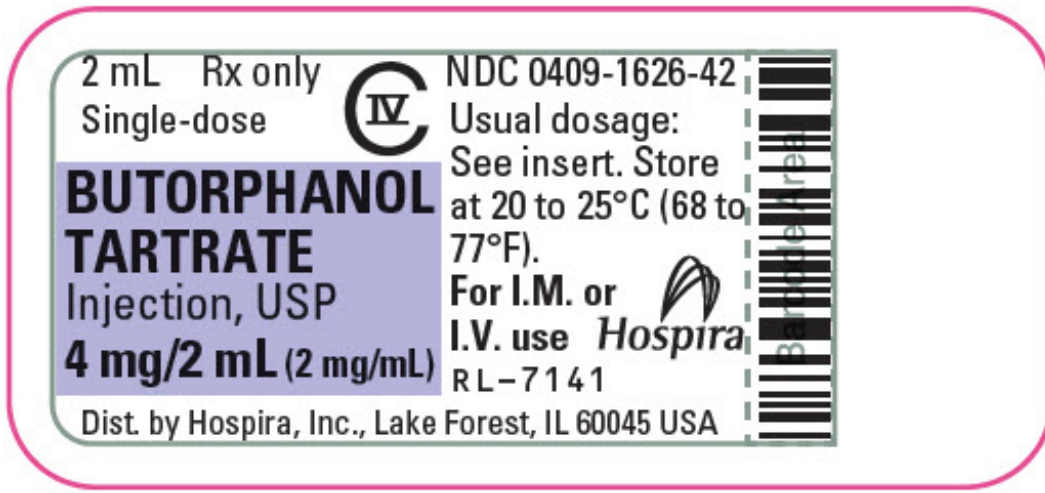 2 mL Rx only
Single-dose
C IV
BUTORPHANOL
TARTRATE
Injection, USP
4 mg/2 mL (2 mg/mL)
NDC 0409-1626-42
Usual dosage:
See insert. Store
at 20 to 25°C (68 to
77°F).
For I.M. or
I.V. use
Hospira
RL-7141
Dist. by Hospira, Inc., Lake Forest, IL 60045 USA
Barcode Area